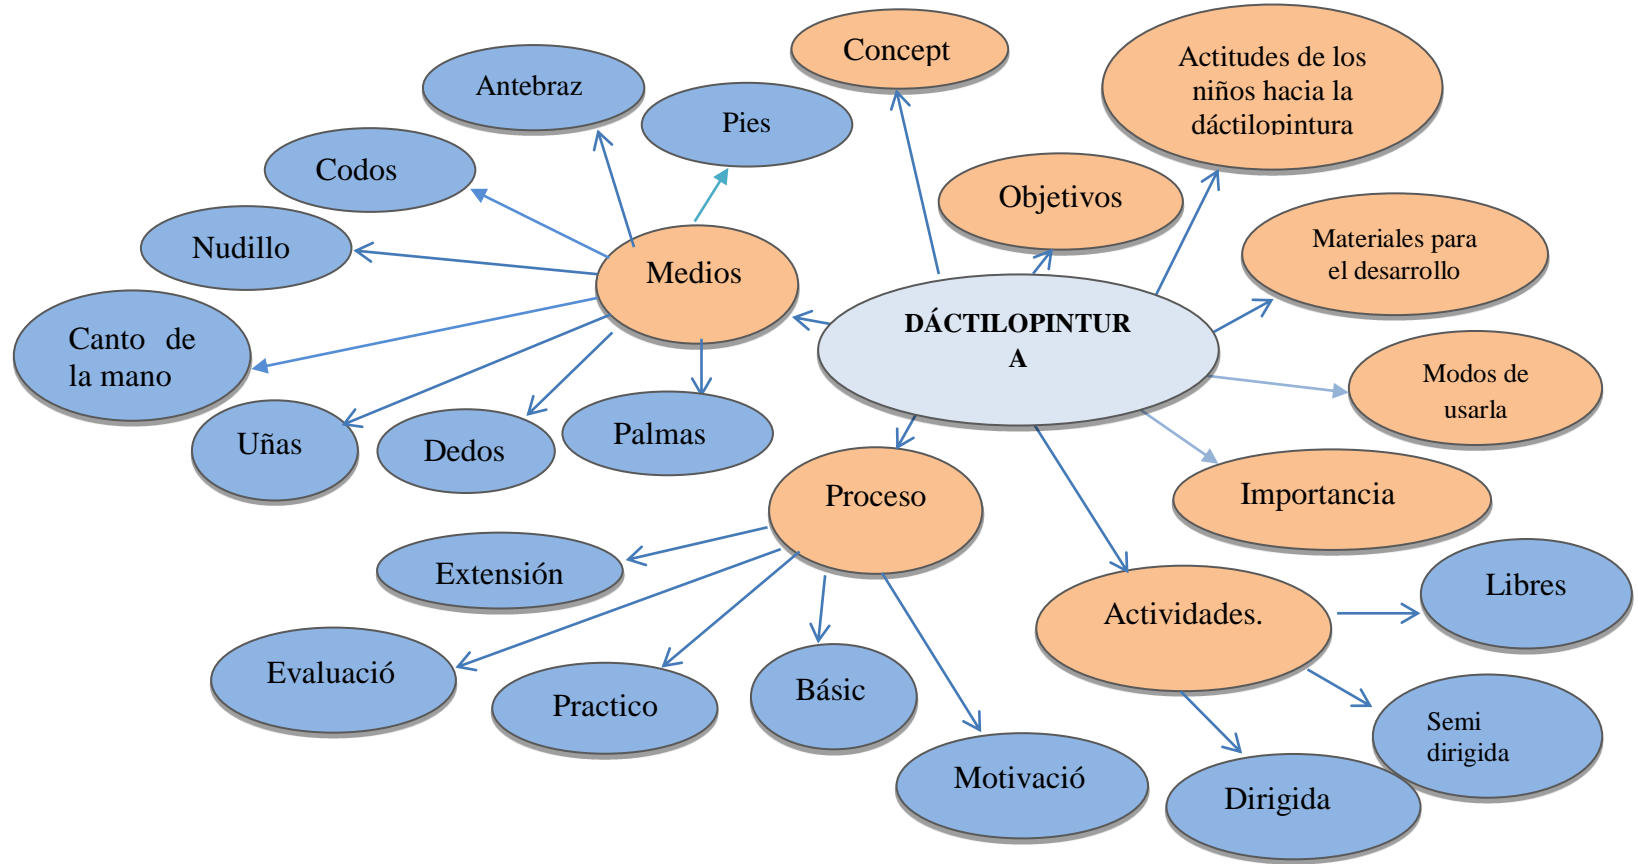 Concept
Actitudes de los
niños hacia la
dáctilopintura
Antebraz
Pies
Codos
Objetivos
Nudillo
Medios
Materiales para
el desarrollo
Canto de
la mano
DÁCTILOPINTUR
A
Modos de
usarla
Uñas
Dedos
Palmas
Proceso
Importancia
Extensión
Actividades.
Libres
Evaluació
Practico
Básic
Semi
dirigida
Motivació
Dirigida